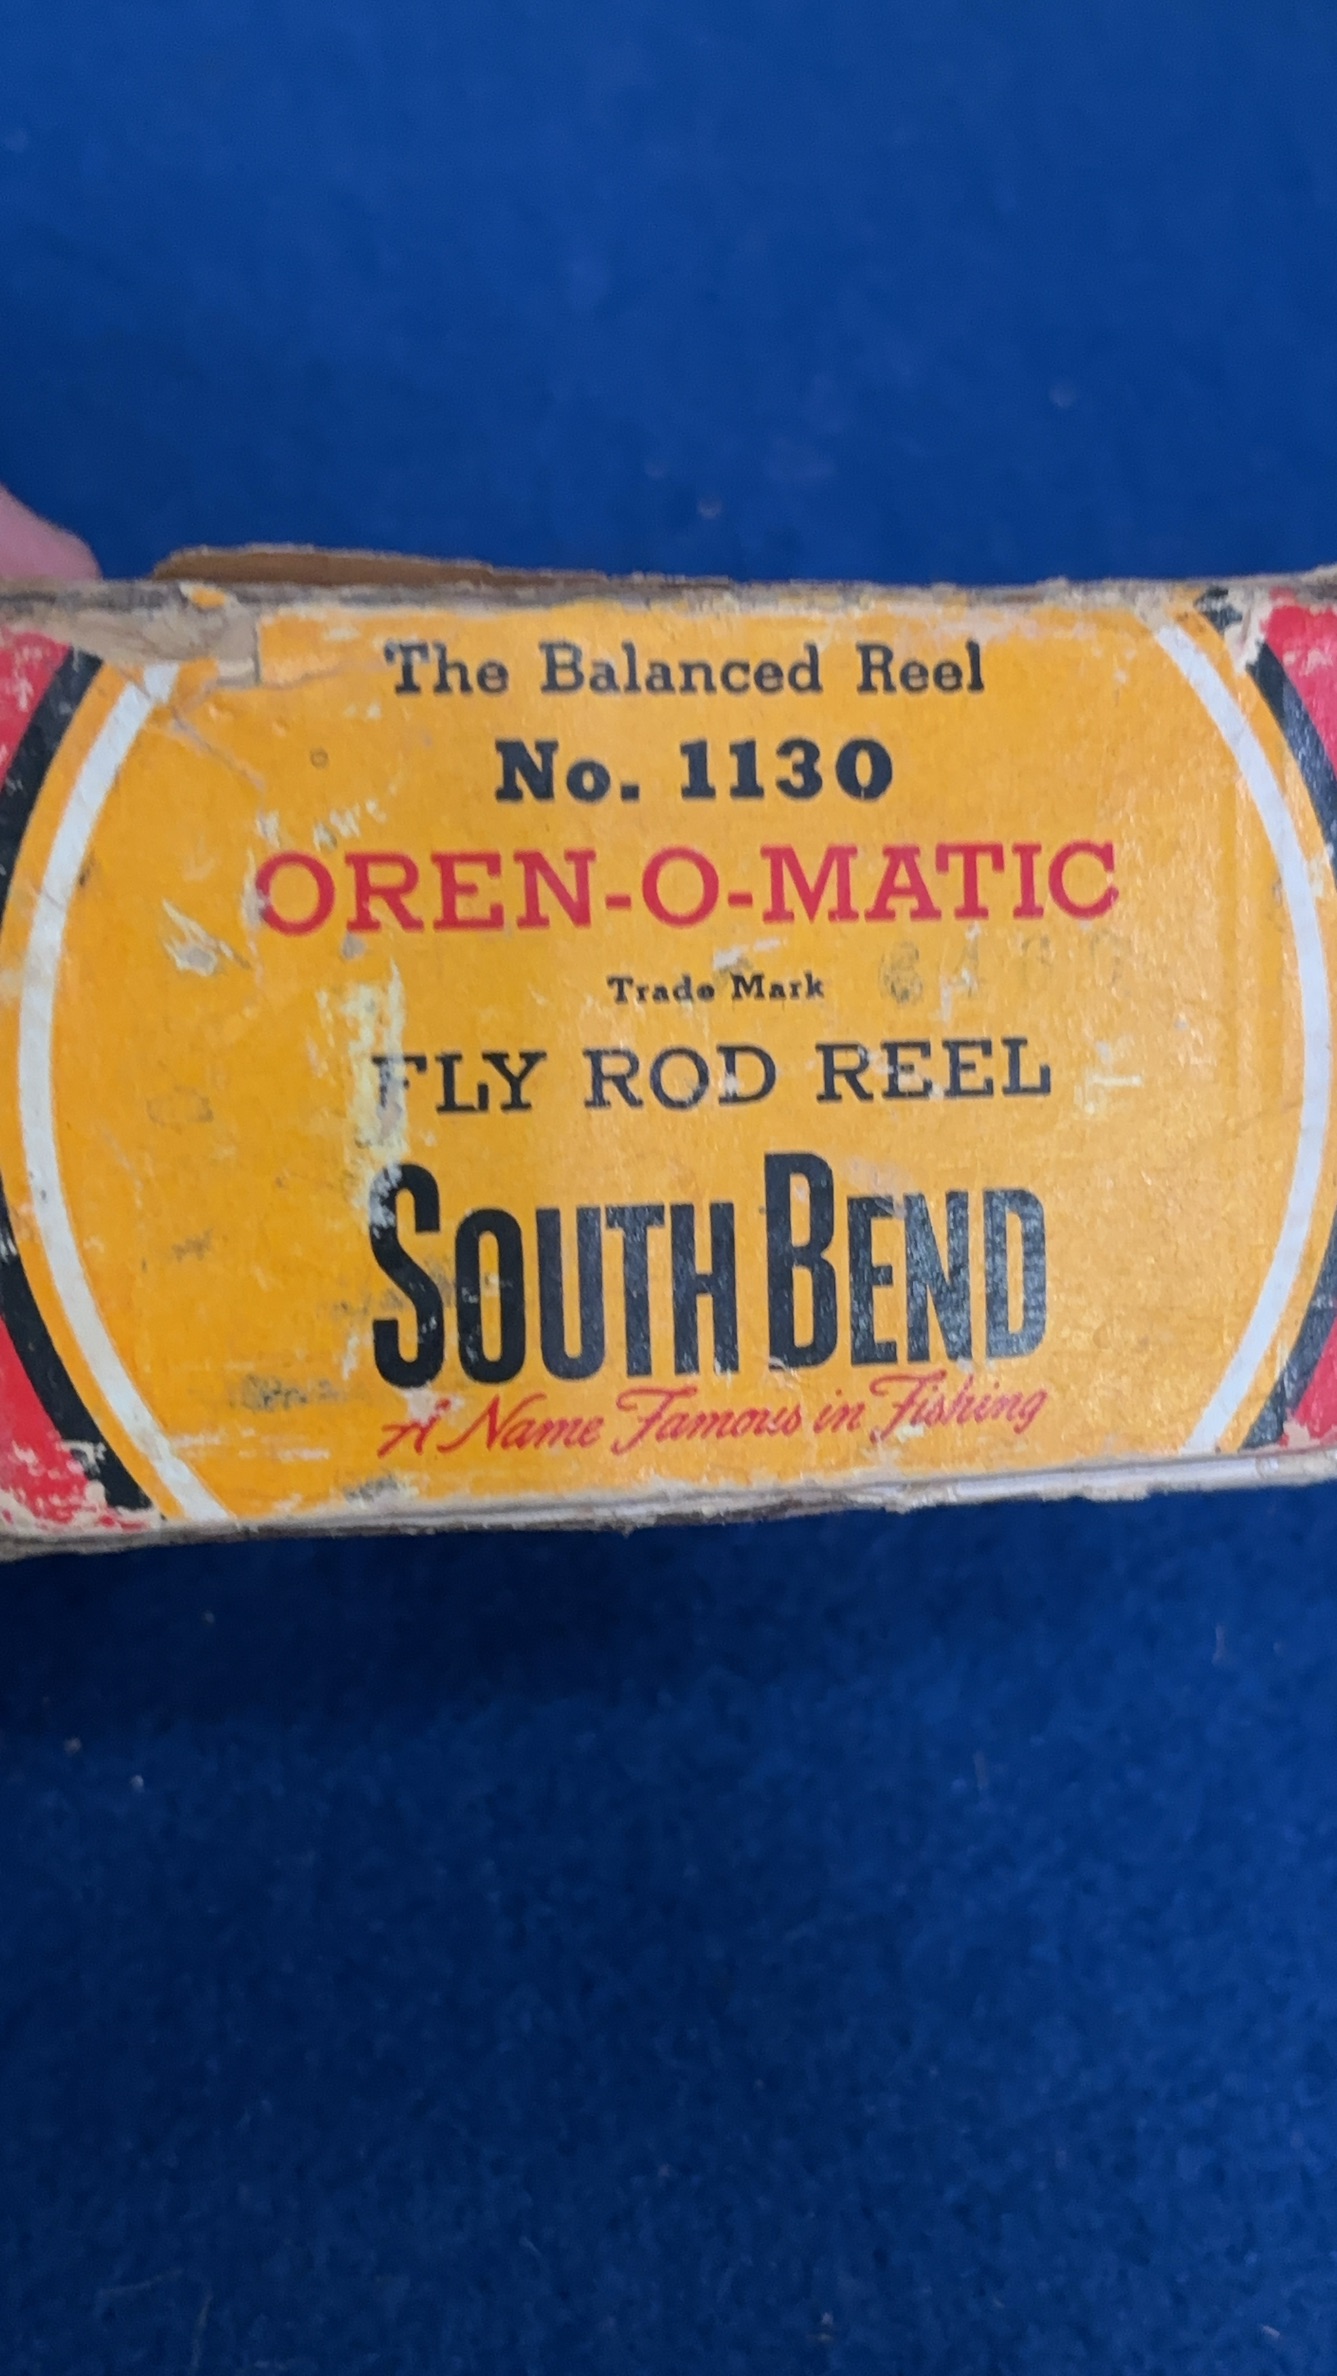 The Balanced Reel
No. 1130
OREN-O-MATIC
Trade Mark
FLY ROD REEL
SOUTH BEND
A Name Famous in Fishing